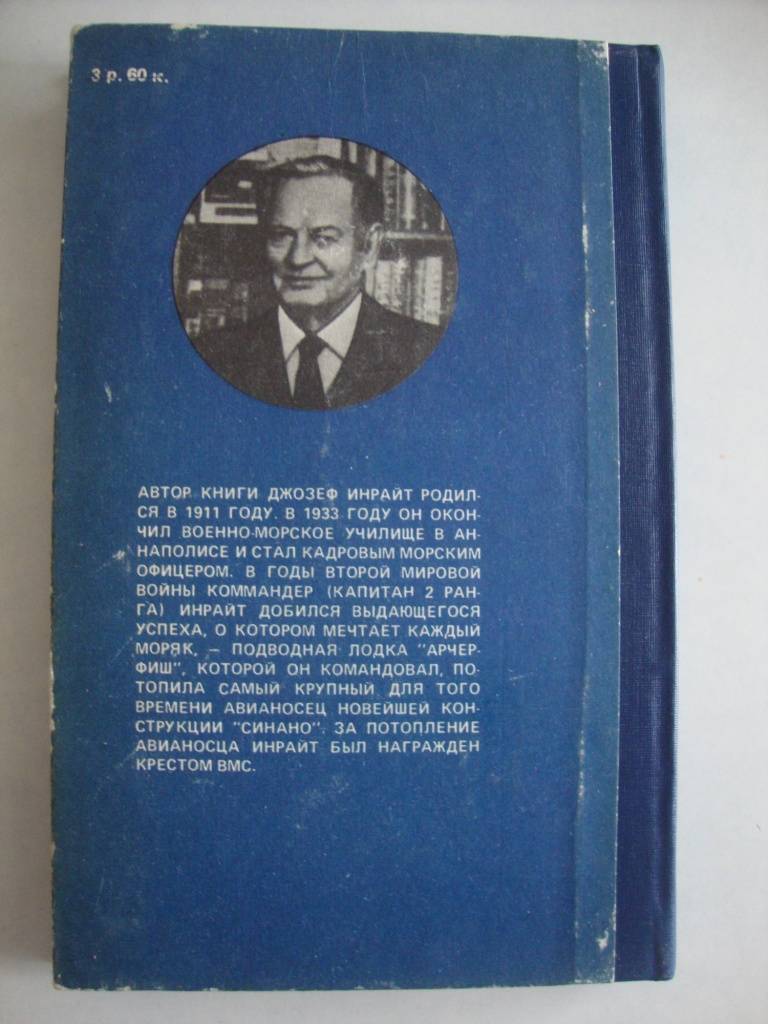 3 р. 60 к.
АВТОР КНИГИ ДЖОЗЕФ ИНРАЙТ РОДИЛ-
СЯ В 1911 ГОДУ. В 1933 ГОДУ ОН ОКОН-
ЧИЛ ВОЕННО-МОРСКОЕ УЧИЛИЩЕ В АН-
НАПОЛИСЕ И СТАЛ КАДРОВЫМ МОРСКИМ
ОФИЦЕРОМ. В ГОДЫ ВТОРОЙ МИРОВОЙ
ВОЙНЫ КОММАНДЕР (КАПИТАН 2 РАН-
ГА) ИНРАЙТ ДОБИЛСЯ ВЫДАЮЩЕГОСЯ
УСПЕХА, О КОТОРОМ МЕЧТАЕТ КАЖДЫЙ
МОРЯК, – ПОДВОДНАЯ ЛОДКА "АРЧЕР-
ФИШ", КОТОРОЙ ОН КОМАНДОВАЛ, ПО-
ТОПИЛА САМЫЙ КРУПНЫЙ ДЛЯ ТОГО
ВРЕМЕНИ АВИАНОСЕЦ НОВЕЙШЕЙ КОН-
СТРУКЦИИ "СИНАНО". ЗА ПОТОПЛЕНИЕ
АВИАНОСЦА ИНРАЙТ БЫЛ НАГРАЖДЕН
КРЕСТОМ ВМС.